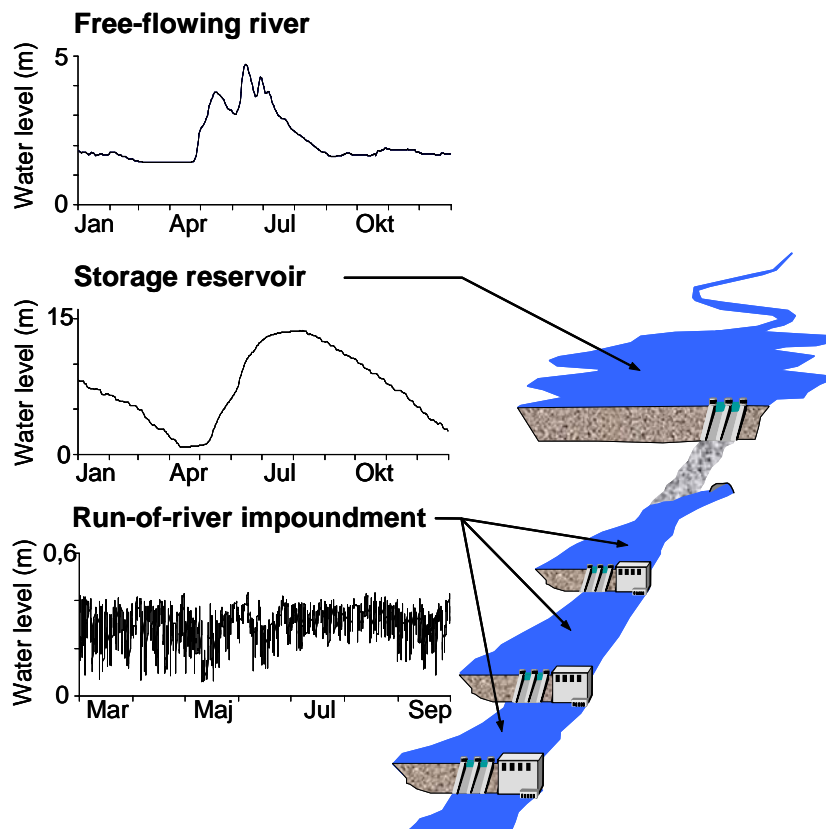 Free-flowing river
Water level (m)
5
0
Jan Apr Jul Okt
Storage reservoir
Water level (m)
15
0
Jan Apr Jul Okt
Run-of-river impoundment
Water level (m)
0,6
0
Mar Maj Jul Sep